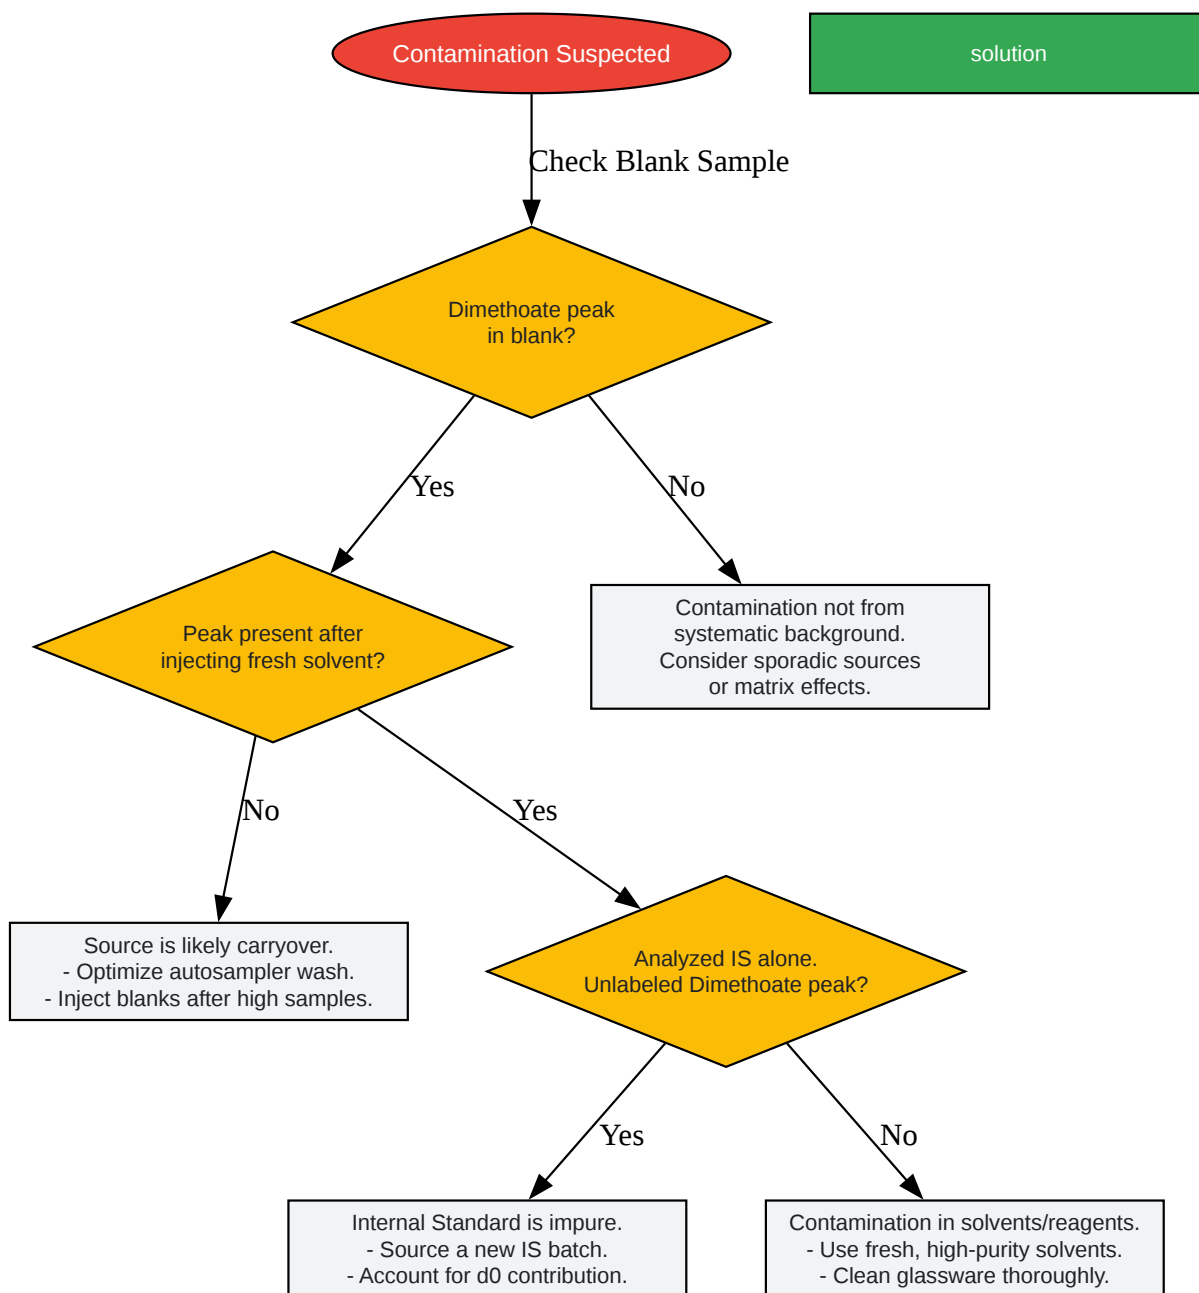 Contamination Suspected
solution
Check Blank Sample
Dimethoate peak
in blank?
Yes
No
Peak present after
injecting fresh solvent?
Contamination not from
systematic background.
Consider sporadic sources
or matrix effects.
No
Yes
Source is likely carryover.
- Optimize autosampler wash.
- Inject blanks after high samples.
Analyzed IS alone.
Unlabeled Dimethoate peak?
Yes
No
Internal Standard is impure.
- Source a new IS batch.
- Account for d0 contribution.
Contamination in solvents/reagents.
- Use fresh, high-purity solvents.
- Clean glassware thoroughly.